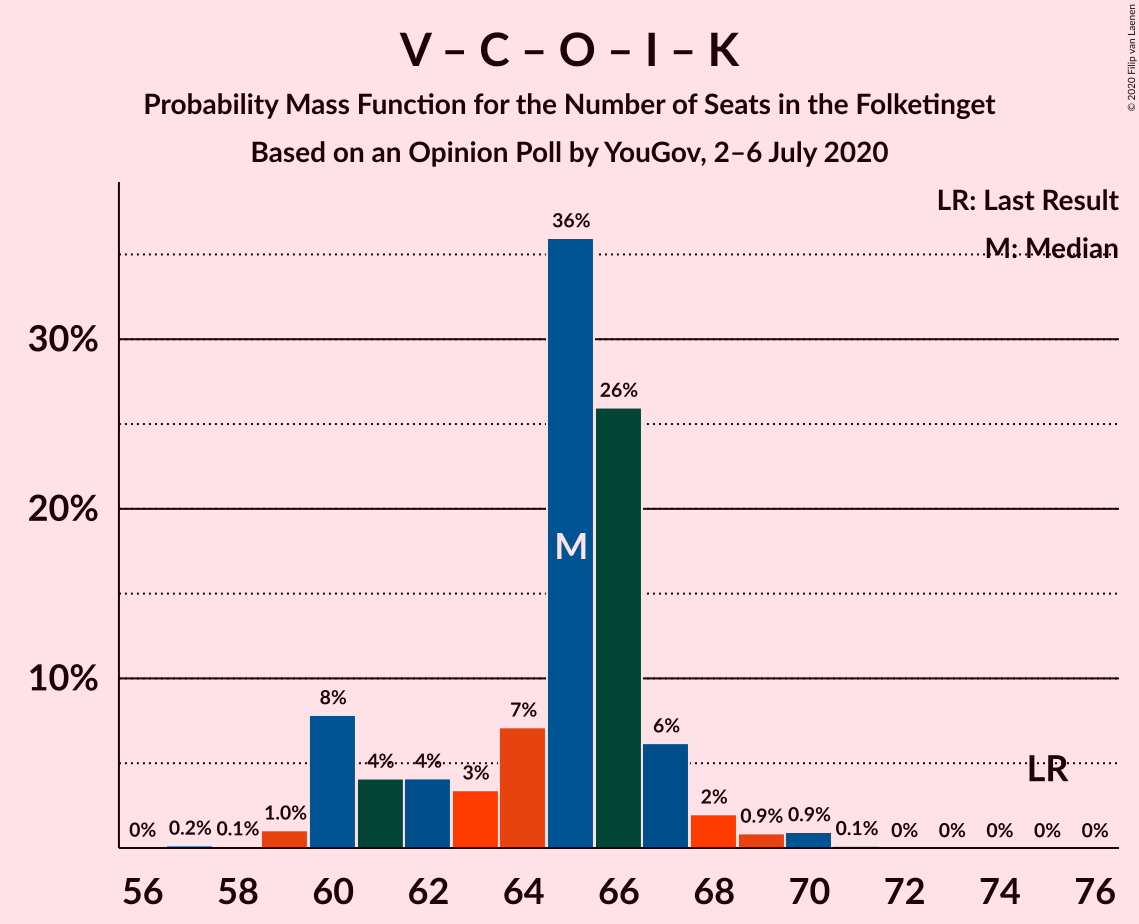 V – C – O – I – K
Probability Mass Function for the Number of Seats in the Folketinget
Based on an Opinion Poll by YouGov, 2–6 July 2020
© 2020 Filip van Laenen
LR: Last Result
M: Median
30%
20%
10%
0%
0.2%
0.1%
1.0%
8%
4%
4%
3%
7%
36%
26%
6%
2%
0.9%
0.9%
0.1%
0%
0%
0%
0%
0%
M
LR
56 58 60 62 64 66 68 70 72 74 76